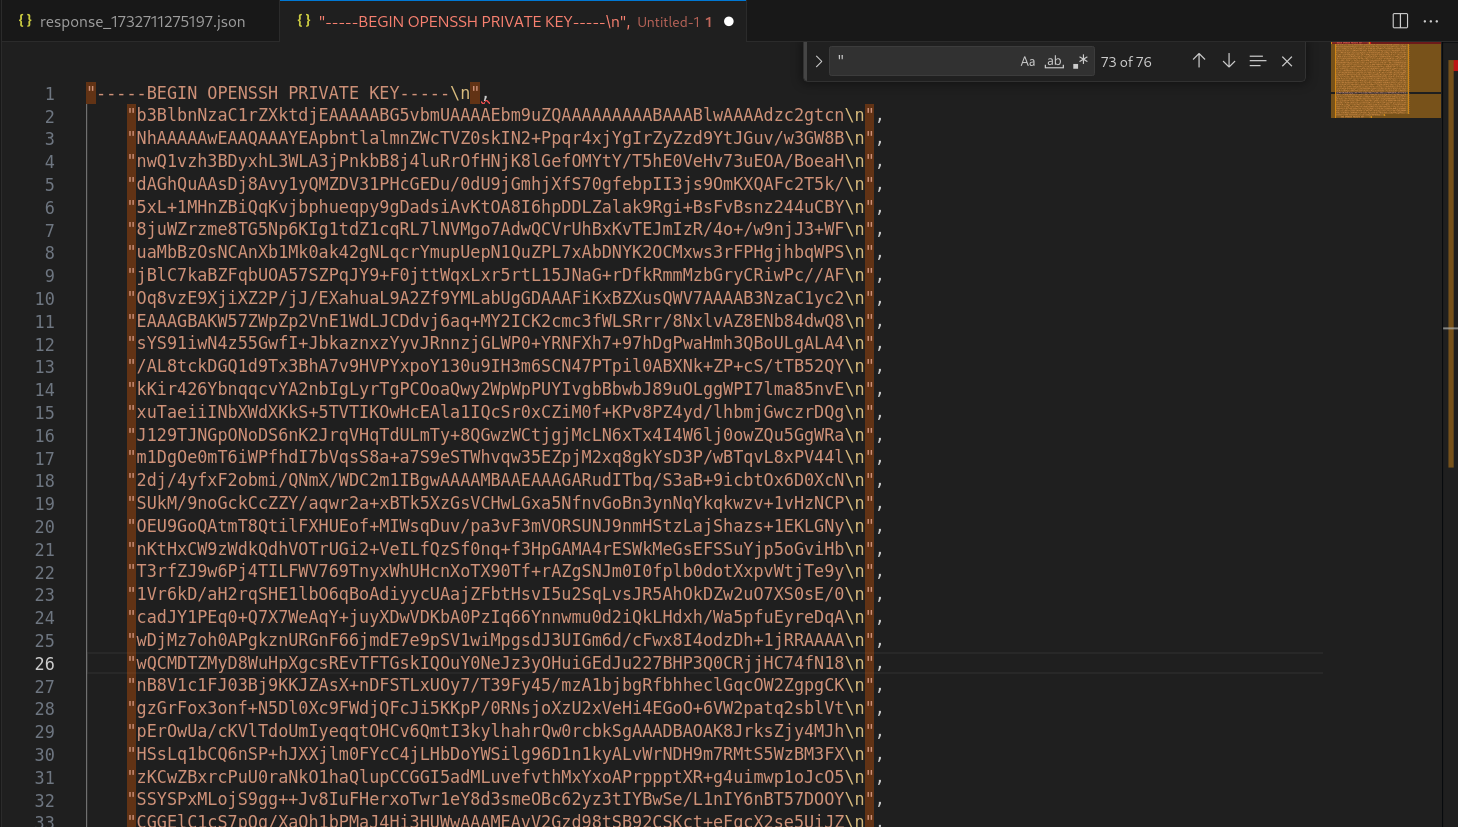 response_1732711275197.json
"-----BEGIN OPENSSH PRIVATE KEY-----\n", Untitled-1 1
"
Aa
ab
73 of 76
1 "-----BEGIN OPENSSH PRIVATE KEY-----\n",
2 "b3BlbnNzaC1rZXktdjEAAAAABG5vbmUAAAAEbm9uZQAAAAAAAAABAAABlwAAAAdzc2gtcn\n",
3 "NhAAAAAwEAAQAAAYEApbntlalmnZWcTVZ0skIN2+Ppqr4xjYgIrZyZzd9YtJGuv/w3GW8B\n",
4 "nwQ1vzh3BDyxhL3WLA3jPnkbB8j4luRrOfHNjK8lGefOMYtY/T5hE0VeHv73uEOA/BoeaH\n",
5 "dAGhQuAAsDj8Avy1yQMZDV31PHcGEDu/0dU9jGmhjXfS70gfebpII3js9OmKXQAFc2T5k/\n",
6 "5xL+1MHnZBiQqKvjbphueqpy9gDadsiAvKtOA8I6hpDDLZalak9Rgi+BsFvBsnz244uCBY\n",
7 "8juWZrzme8TG5Np6KIg1tdZ1cqRL7lNVMgo7AdwQCVrUhBxKvTEJmIzR/4o+/w9njJ3+WF\n",
8 "uaMbBzOsNCAnXb1Mk0ak42gNLqcrYmupUepN1QuZPL7xAbDNYK2OCMxws3rFPHgjhbqWPS\n",
9 "jBlC7kaBZFqbUOA57SZPqJY9+F0jttWqxLxr5rtL15JNaG+rDfkRmmMzbGryCRiwPc//AF\n",
10 "Oq8vzE9XjiXZ2P/jJ/EXahuaL9A2Zf9YMLabUgGDAAAFiKxBZXusQWV7AAAAB3NzaC1yc2\n",
11 "EAAAGBAKW57ZWpZp2VnE1WdLJCDdvj6aq+MY2ICK2cmc3fWLSRrr/8NxlvAZ8ENb84dwQ8\n",
12 "sYS91iwN4z55GwfI+JbkaznxzYyvJRnnzjGLWP0+YRNFXh7+97hDgPwaHmh3QBoULgALA4\n",
13 "/AL8tckDGQ1d9Tx3BhA7v9HVPYxpoY130u9IH3m6SCN47PTpil0ABXNk+ZP+cS/tTB52QY\n",
14 "kKir426YbnqqcvYA2nbIgLyrTgPCOoaQwy2WpWpPUYIvgbBbwbJ89uOLggWPI7lma85nvE\n",
15 "xuTaeiiINbXWdXKkS+5TVTIKOwHcEAla1IQcSr0xCZiM0f+KPv8PZ4yd/lhbmjGwczrDQg\n",
16 "J129TJNGpONoDS6nK2JrqVHqTdULmTy+8QGwzWCtjgjMcLN6xTx4I4W6lj0owZQu5GgWRa\n",
17 "m1DgOe0mT6iWPfhdI7bVqsS8a+a7S9eSTWhvqw35EZpjM2xq8gkYsD3P/wBTqvL8xPV44l\n",
18 "2dj/4yfxF2obmi/QNmX/WDC2m1IBgwAAAAMBAAEAAAGARudITbq/S3aB+9icbtOx6D0XcN\n",
19 "SUkM/9noGckCcZZY/aqwr2a+xBTk5XzGsVCHwLGxa5NfnvGoBn3ynNqYkqkwzv+1vHzNCP\n",
20 "OEU9GoQAtmT8QtilFXHUEof+MIWsqDuv/pa3vF3mVORSUNJ9nmHStzLajShazs+1EKLGNy\n",
21 "nKtHxCW9zWdkQdhVOTrUGi2+VeILfQzSf0nq+f3HpGAMA4rESWkMeGsEFSSuYjp5oGviHb\n",
22 "T3rfZJ9w6Pj4TILFWV769TnyxWhUHcnXoTX90Tf+rAZgSNJm0I0fplb0dotXxpvWtjTe9y\n",
23 "1Vr6kD/aH2rqSHE1lbO6qBoAdiyycUAajZFbtHsvI5u2SqLvsJR5AhOkDZw2uO7XS0sE/0\n",
24 "cadJY1PEq0+Q7X7WeAqY+juyXDwVDKbA0PzIq66Ynnwmu0d2iQkLHdxh/Wa5pfuEyreDqA\n",
25 "wDjMz7oh0APgkznURGnF66jmdE7e9pSV1wiMpgsdJ3UIGm6d/cFwx8I4odzDh+1jRRAAAA\n",
26 "wQCMDTZMyD8WuHpXgcsREvTFTGskIQOuY0NeJz3yOHuiGEdJu227BHP3Q0CRjjHC74fN18\n",
27 "nB8V1c1FJ03Bj9KKJZAsX+nDFSTLxUOy7/T39Fy45/mzA1bjbgRfbhheclGqcOW2ZgpgCK\n",
28 "gzGrFox3onf+N5Dl0Xc9FWdjQFcJi5KKpP/0RNsjoXzU2xVeHi4EGoO+6VW2patq2sblVt\n",
29 "pErOwUa/cKVlTdoUmIyeqqtOHCv6QmtI3kylhahrQw0rcbkSgAAADBAOAK8JrksZjy4MJh\n",
30 "HSsLq1bCQ6nSP+hJXXjlm0FYcC4jLHbDoYWSilg96D1n1kyALvWrNDH9m7RMtS5WzBM3FX\n",
31 "zKCwZBxrcPuU0raNkO1haQlupCCGGI5adMLuvefvthMxYxoAPrppptXR+g4uimwp1oJcO5\n",
32 "SSYSPxMLojS9gg++Jv8IuFHerxoTwr1eY8d3smeOBc62yz3tIYBwSe/L1nIY6nBT57DOOY\n",
33